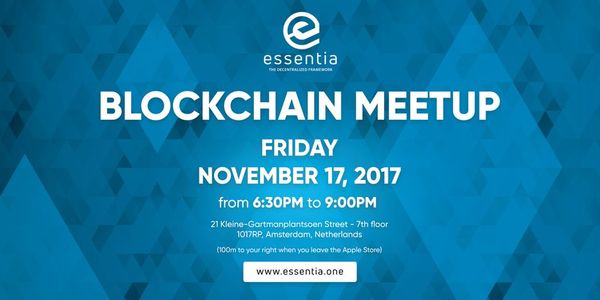 essentia
THE DECENTRALIZED FRAMEWORK
BLOCKCHAIN MEETUP
FRIDAY
NOVEMBER 17, 2017
from 6:30PM to 9:00PM
21 Kleine-Gartmanplantsoen Street - 7th floor
1017RP, Amsterdam, Netherlands
(100m to your right when you leave the Apple Store)
www.essentia.one